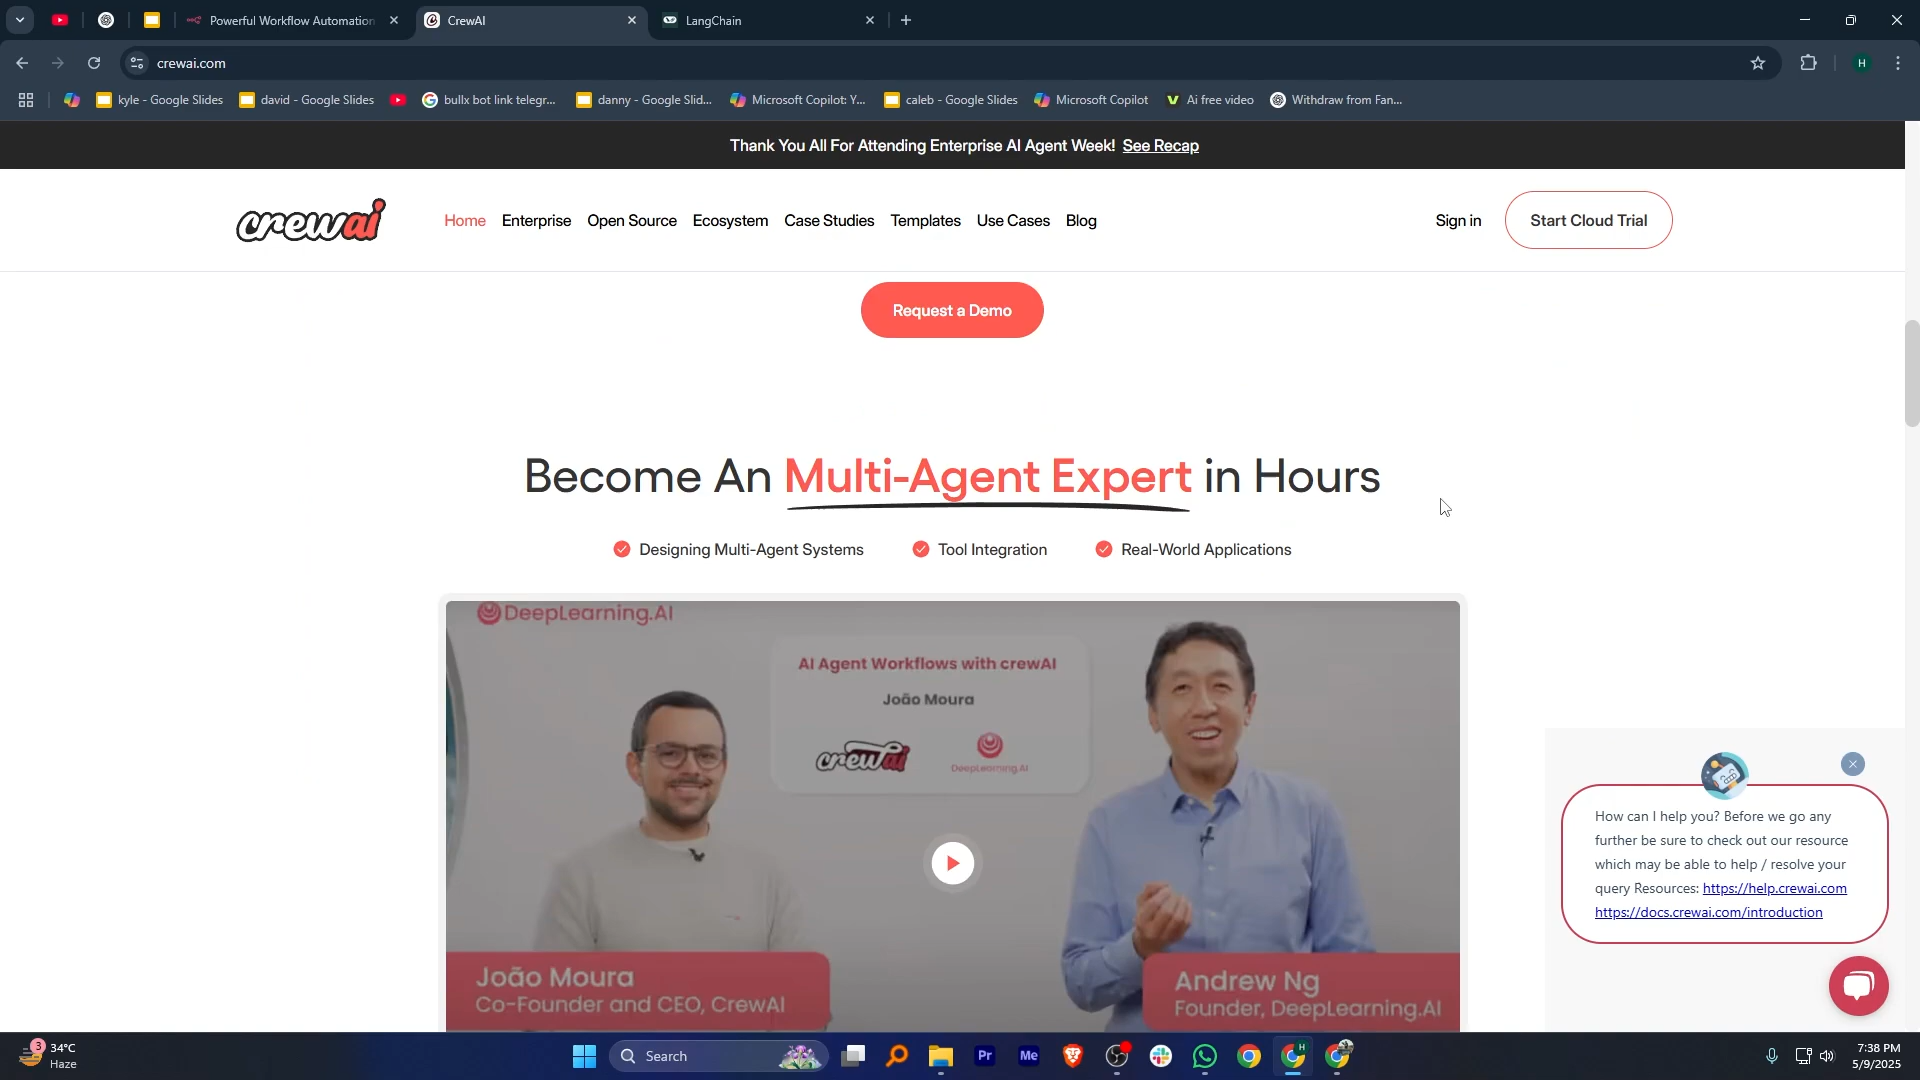 Powerful Workflow Automation
CrewAI
LangChain
crewai.com
H
kyle - Google Slides
david - Google Slides
bullx bot link telegr...
danny - Google Slid...
Microsoft Copilot: Y...
caleb - Google Slides
Microsoft Copilot
Ai free video
Withdraw from Fan...
Thank You All For Attending Enterprise AI Agent Week! See Recap
crewai
Home
Enterprise
Open Source
Ecosystem
Case Studies
Templates
Use Cases
Blog
Sign in
Start Cloud Trial
Request a Demo
Become An Multi-Agent Expert in Hours
Designing Multi-Agent Systems
Tool Integration
Real-World Applications
DeepLearning.AI
AI Agent Workflows with crewAI
João Moura
crewai
DeepLearning.AI
João Moura
Co-Founder and CEO, CrewAI
Andrew Ng
Founder, DeepLearning.AI
How can I help you? Before we go any
further be sure to check out our resource
which may be able to help / resolve your
query Resources: https://help.crewai.com
https://docs.crewai.com/introduction
3
34°C
Haze
Search
Pr
Me
H
7:38 PM
5/9/2025